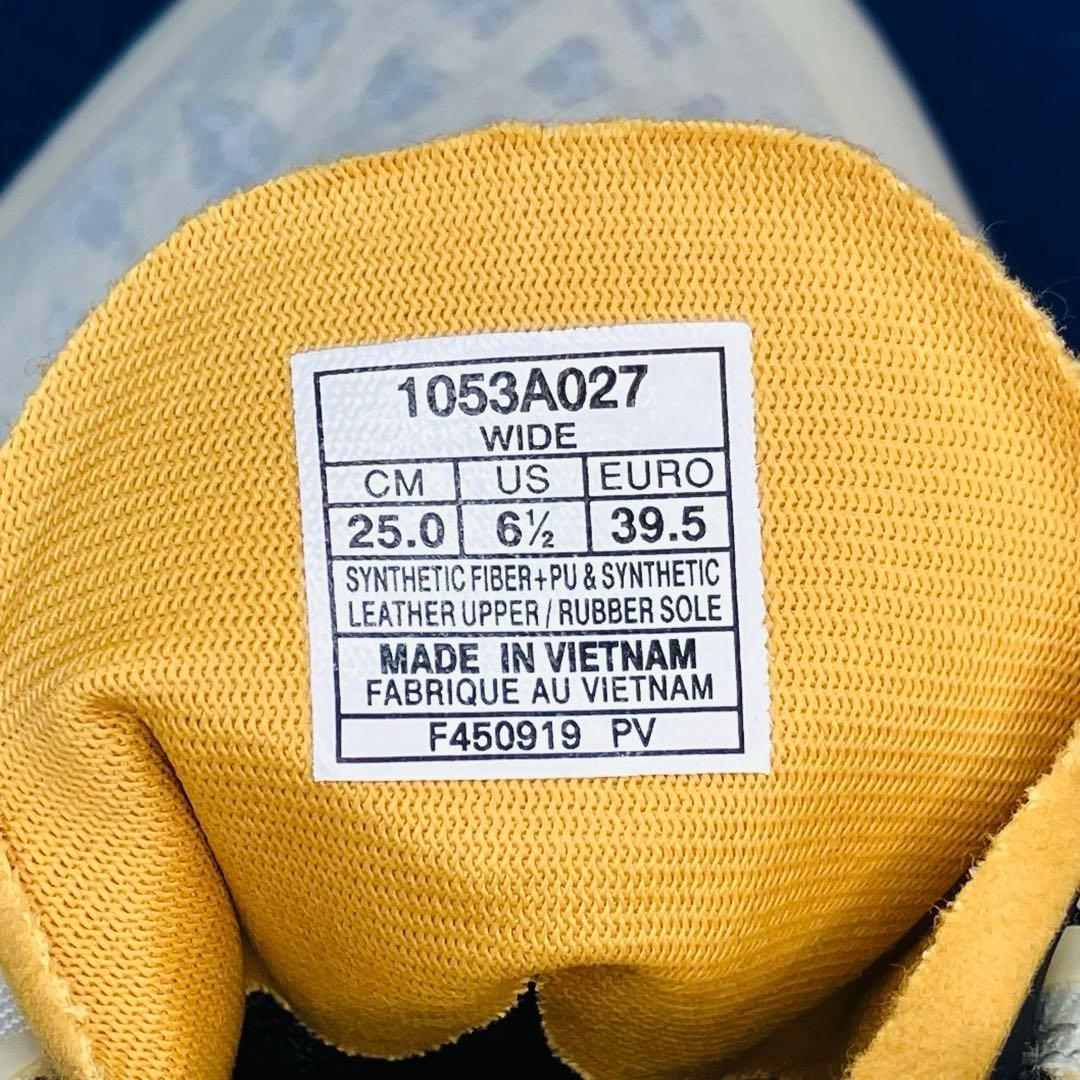 1053A027
WIDE
CM US EURO
25.0 6½ 39.5
SYNTHETIC FIBER+PU & SYNTHETIC
LEATHER UPPER / RUBBER SOLE
MADE IN VIETNAM
FABRIQUE AU VIETNAM
F450919 PV